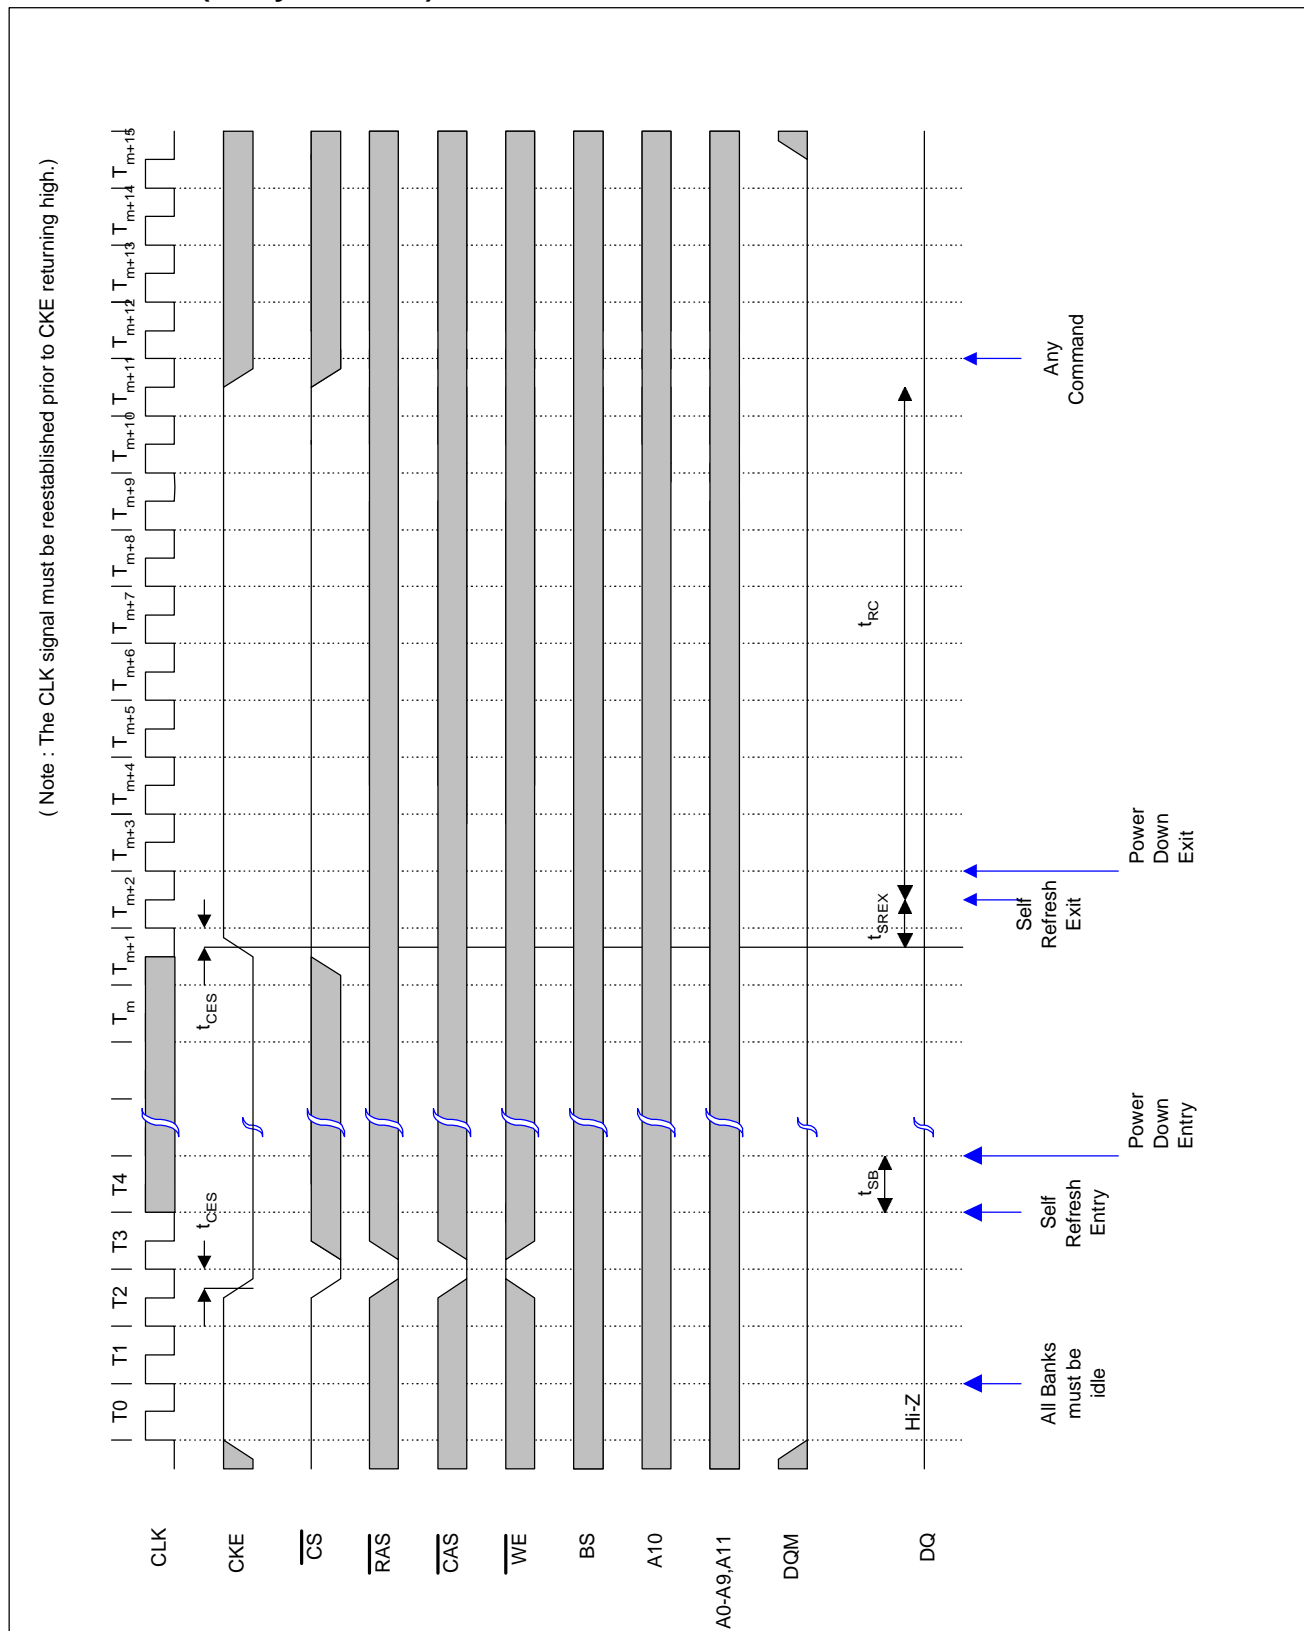 ( Note : The CLK signal must be reestablished prior to CKE returning high.)
T0 T1 T2 T3 T4 Tm Tm+1 Tm+2 Tm+3 Tm+4 Tm+5 Tm+6 Tm+7 Tm+8 Tm+9 Tm+10 Tm+11 Tm+12 Tm+13 Tm+14 Tm+15
CLK
tCES
tCES
CKE
CS
RAS
CAS
WE
BS
A10
A0-A9,A11
DQM
tSB
tSREX
tRC
Hi-Z
DQ
All Banks
must be
idle
Self
Refresh
Entry
Power
Down
Entry
Self
Refresh
Exit
Power
Down
Exit
Any
Command